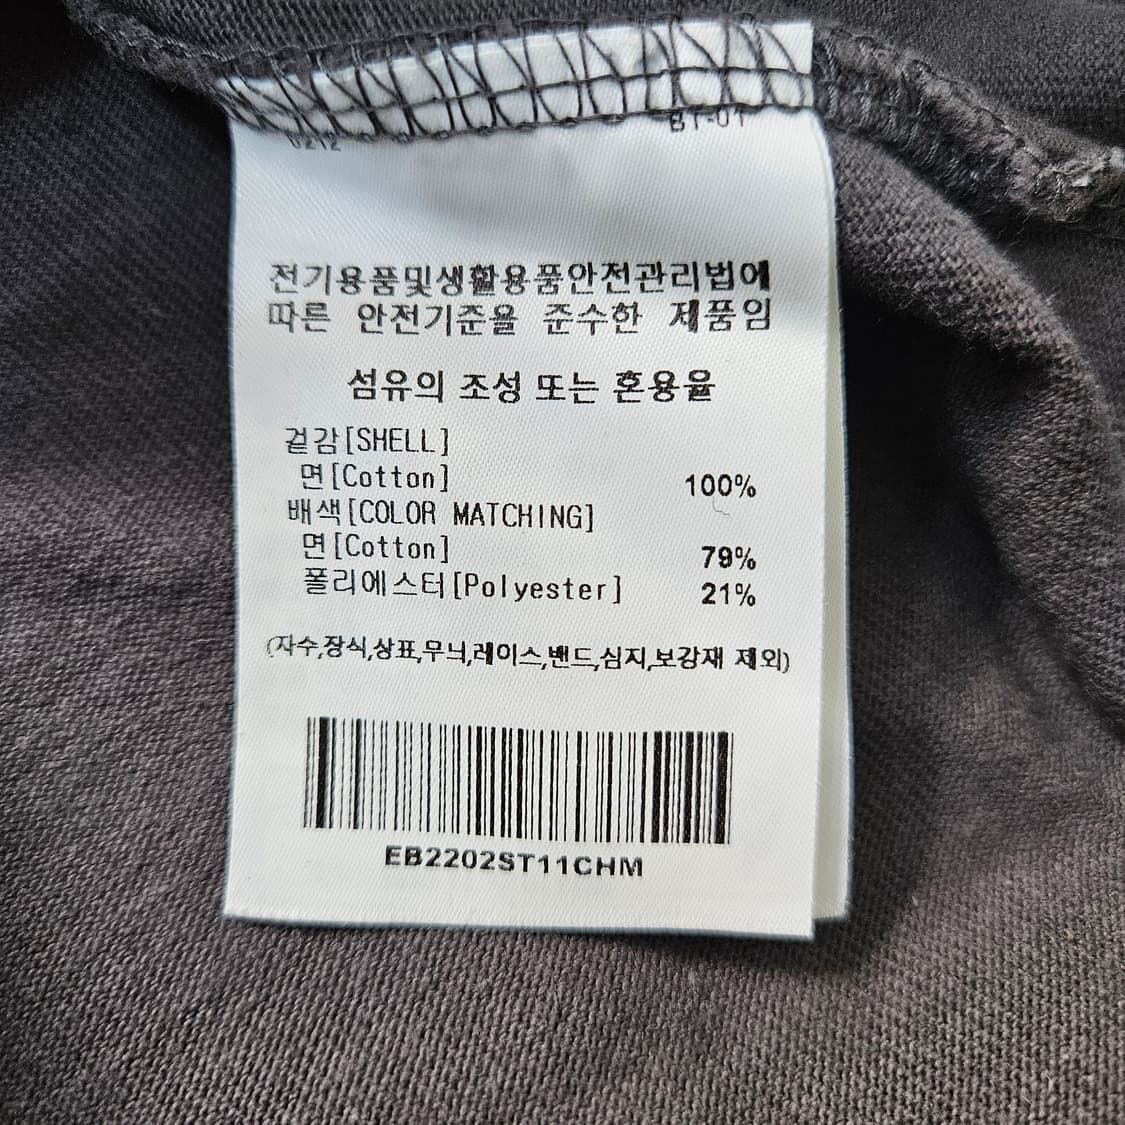 전기용품및생활용품안전관리법에
따른 안전기준을 준수한 제품임
섬유의 조성 또는 혼용율
겉감[SHELL]
면[Cotton] 100%
배색[COLOR MATCHING]
면[Cotton] 79%
폴리에스터[Polyester] 21%
(자수,장식,상표,무늬,레이스,밴드,심지,보강재 제외)
EB2202ST11CHM